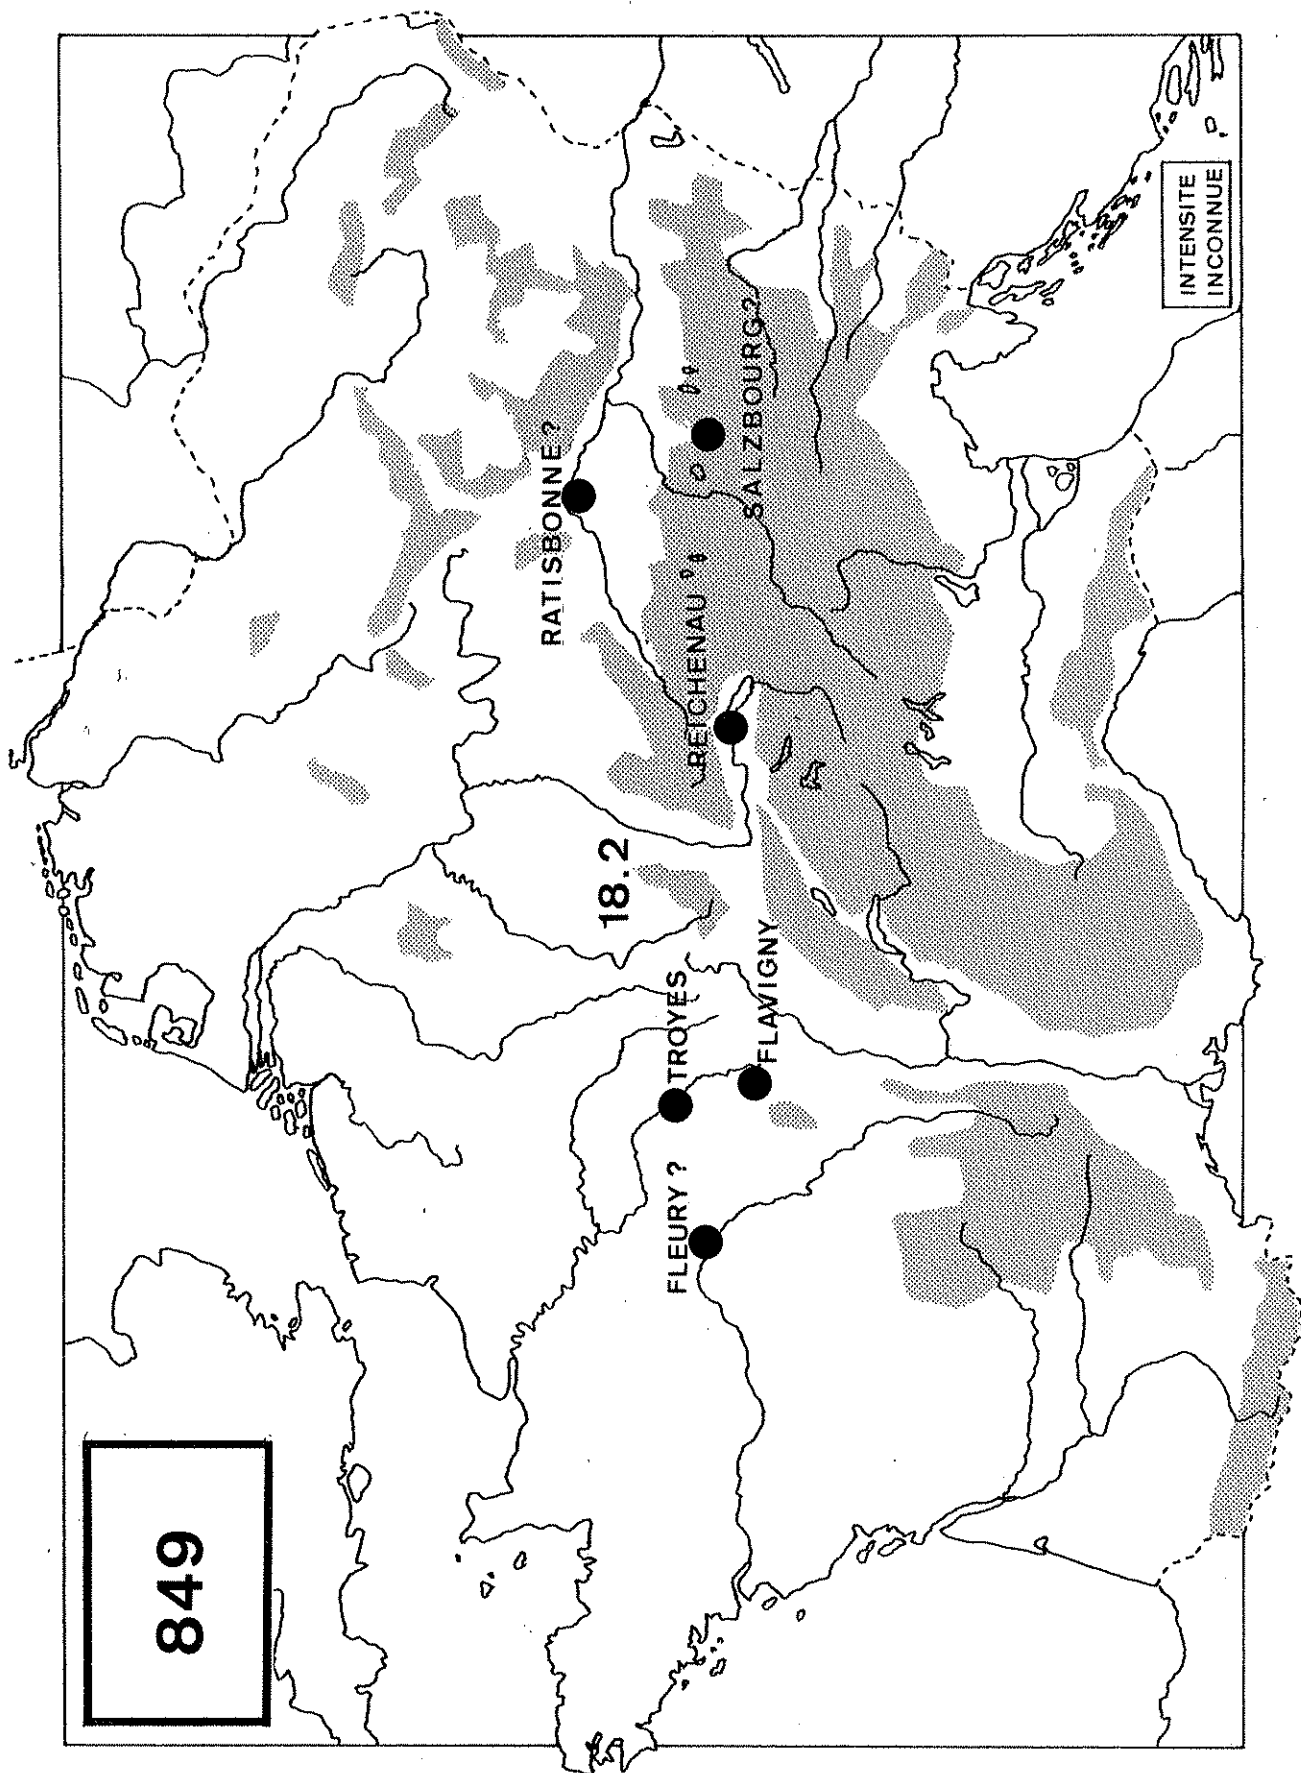 849
18.2
RATISBONNE ?
FLEURY ?
TROYES
REICHENAU
SALZBOURG ?
FLAVIGNY
INTENSITE
INCONNUE